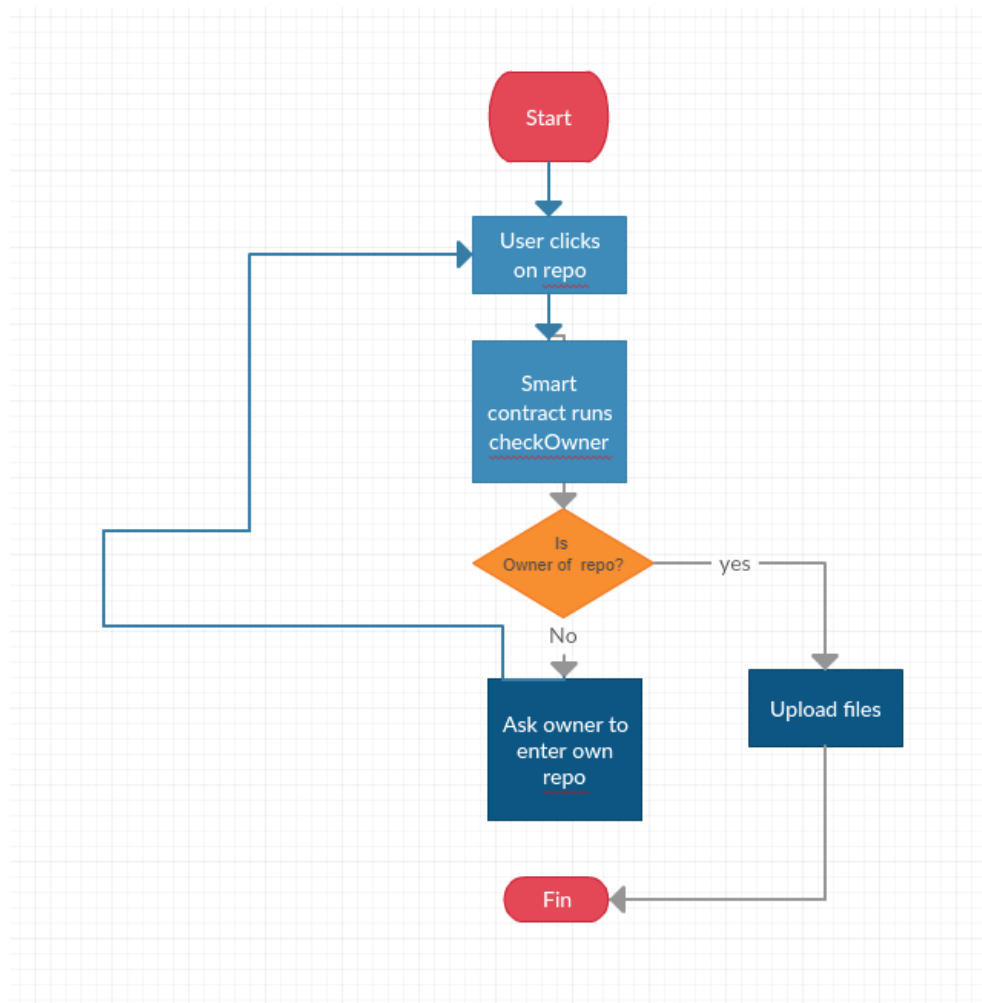 Start
User clicks
on repo
Smart
contract runs
checkOwner
Is
Owner of  repo?
yes
No
Ask owner to
enter own
repo
Upload files
Fin